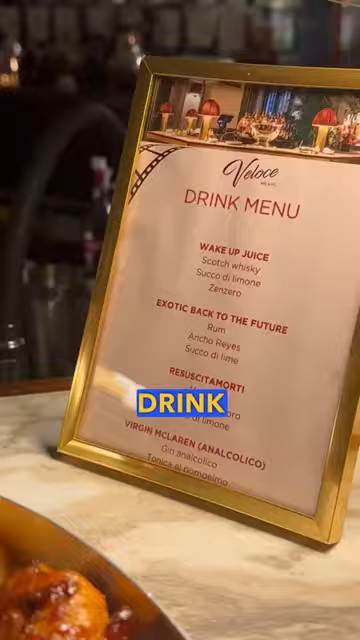 Veloce
MILANO
DRINK MENU
WAKE UP JUICE
Scotch whisky
Succo di limone
Zenzero
EXOTIC BACK TO THE FUTURE
Rum
Ancho Reyes
Succo di lime
RESUSCITAMORTI
DRINK
di limone
VIRGIN MCLAREN (ANALCOLICO)
Gin analcolico
Tonica al pompelmo